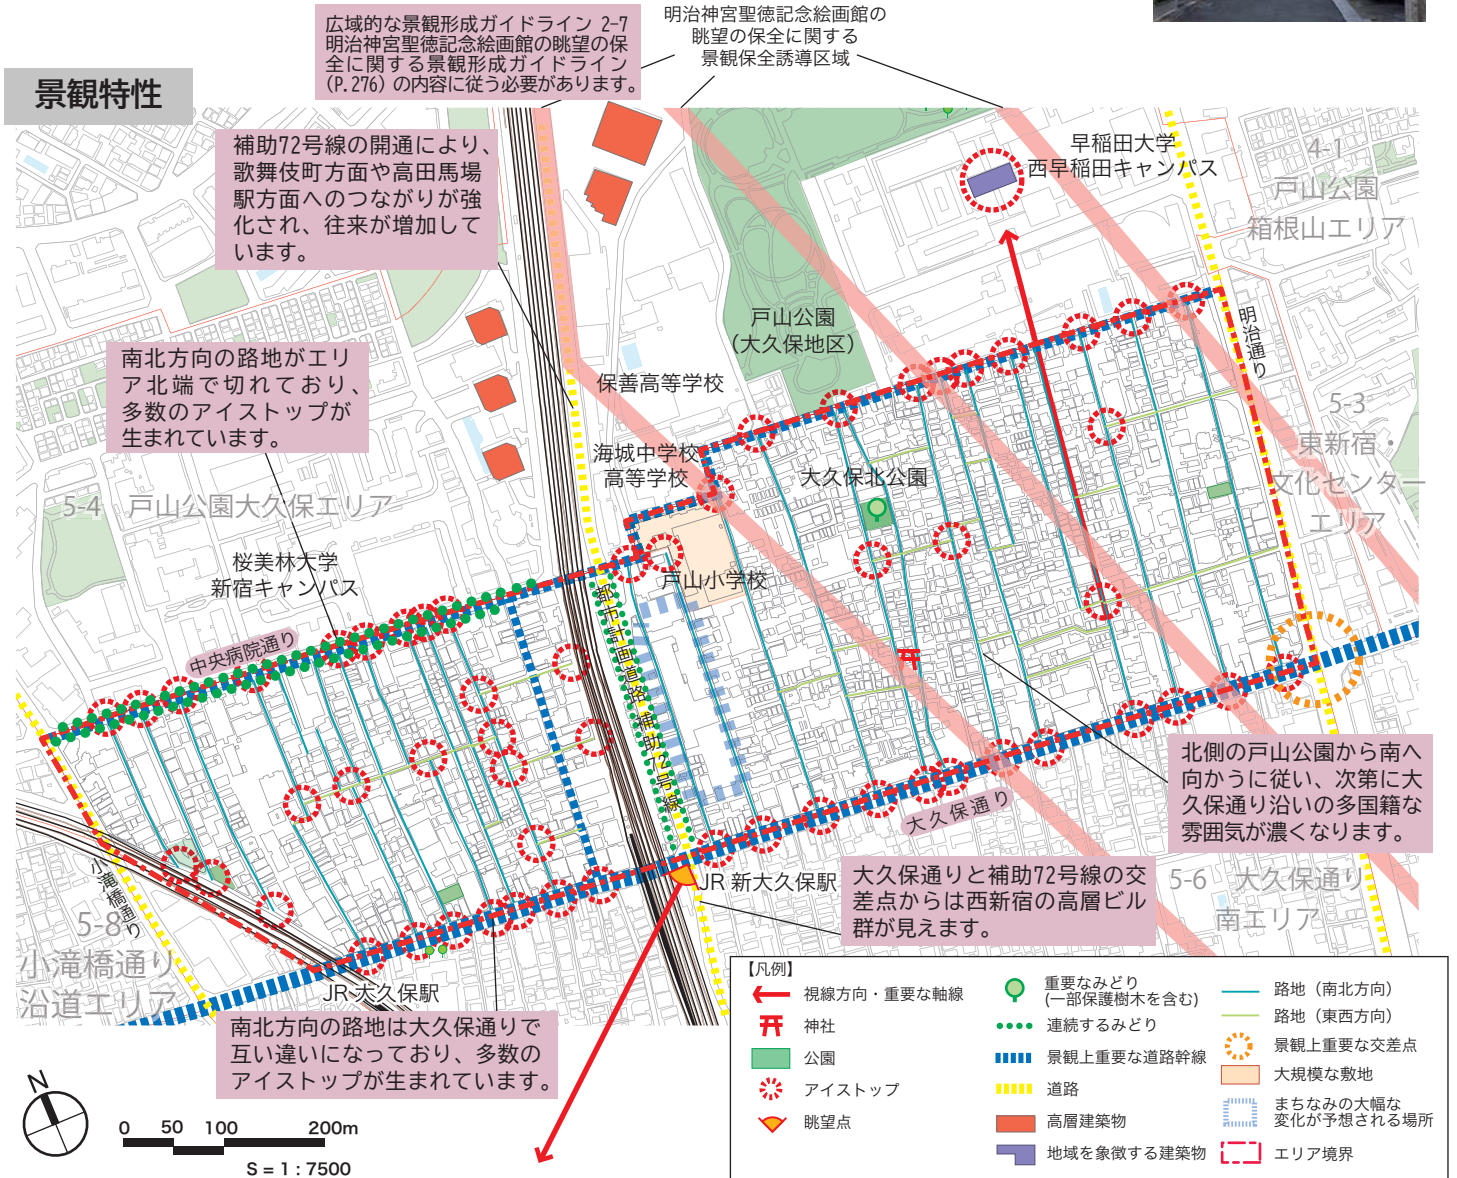 広域的な景観形成ガイドライン 2-7
明治神宮聖徳記念絵画館の眺望の保
全に関する景観形成ガイドライン
(P.276) の内容に従う必要があります。
明治神宮聖徳記念絵画館の
眺望の保全に関する
景観保全誘導区域
景観特性
補助72号線の開通により、
歌舞伎町方面や高田馬場
駅方面へのつながりが強
化され、往来が増加して
います。
早稲田大学
西早稲田キャンパス
4-1
戸山公園
箱根山エリア
戸山公園
(大久保地区)
明治通り
南北方向の路地がエリ
ア北端で切れており、
多数のアイストップが
生まれています。
保善高等学校
海城中学校
高等学校
大久保北公園
5-3
東新宿・
文化センター
エリア
5-4 戸山公園大久保エリア
桜美林大学
新宿キャンパス
戸山小学校
中央病院通り
都市計画道路 補助72号線
北側の戸山公園から南へ
向かうに従い、次第に大
久保通り沿いの多国籍な
雰囲気が濃くなります。
大久保通り
小滝橋通り
JR 新大久保駅
大久保通りと補助72号線の交
差点からは西新宿の高層ビル
群が見えます。
5-6 大久保通り
南エリア
5-8
小滝橋通り
沿道エリア
JR 大久保駅
南北方向の路地は大久保通りで
互い違いになっており、多数の
アイストップが生まれています。
N
0 50 100 200m
S = 1 : 7500
【凡例】
視線方向・重要な軸線
神社
公園
アイストップ
眺望点
重要なみどり
(一部保護樹木を含む)
連続するみどり
景観上重要な道路幹線
道路
高層建築物
地域を象徴する建築物
路地（南北方向）
路地（東西方向）
景観上重要な交差点
大規模な敷地
まちなみの大幅な
変化が予想される場所
エリア境界